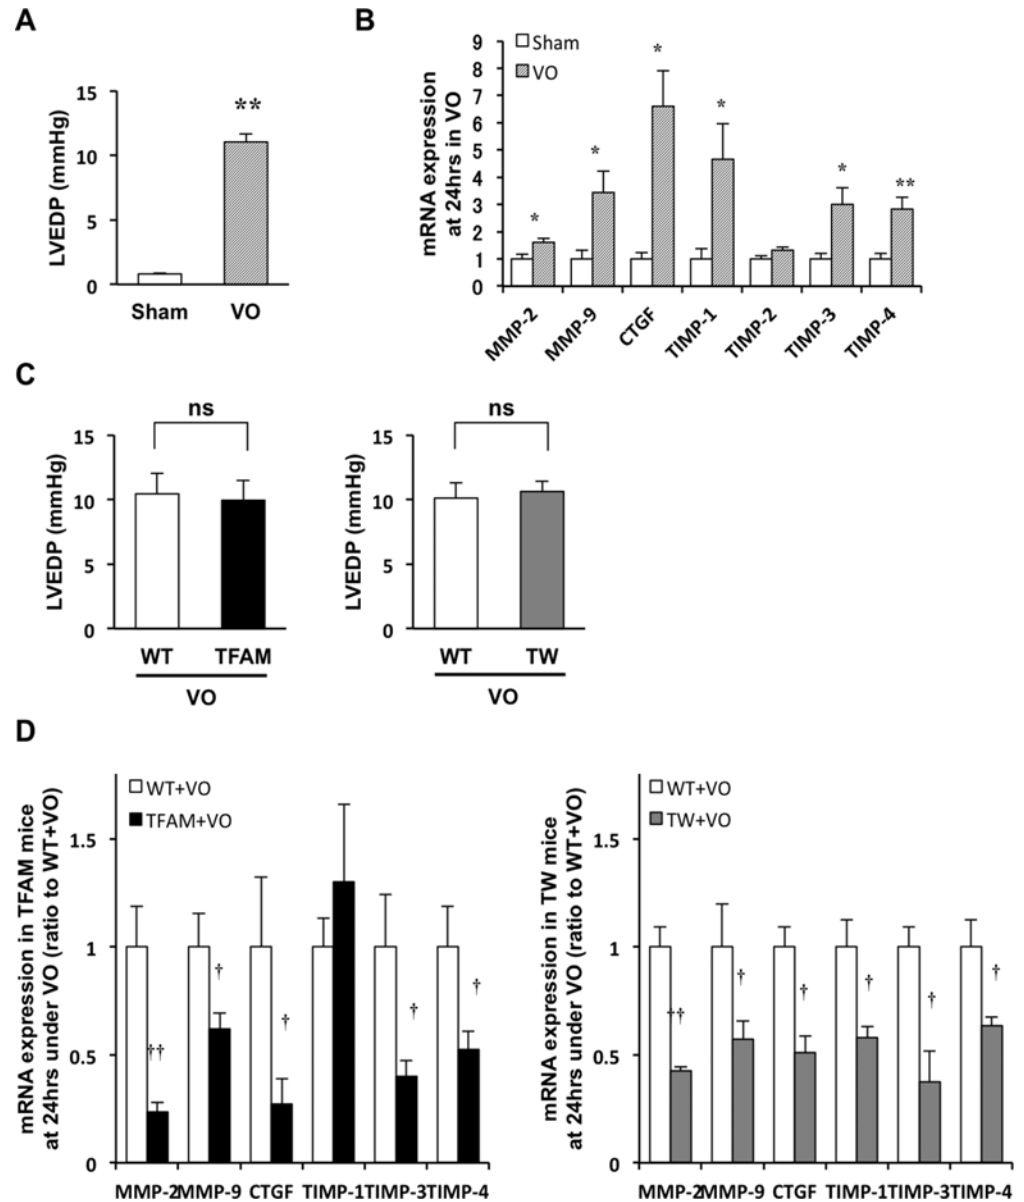 A
LVEDP (mmHg)
15
10
5
0
**
Sham
VO
B
mRNA expression
at 24hrs in VO
9
8
7
6
5
4
3
2
1
0
Sham
VO
*
*
*
*
*
**
MMP-2
MMP-9
CTGF
TIMP-1
TIMP-2
TIMP-3
TIMP-4
C
ns
LVEDP (mmHg)
15
10
5
0
WT
TFAM
VO
ns
LVEDP (mmHg)
15
10
5
0
WT
TW
VO
D
mRNA expression in TFAM mice
at 24hrs under VO (ratio to WT+VO)
1.5
1
0.5
0
WT+VO
TFAM+VO
††
†
†
†
†
MMP-2 MMP-9 CTGF TIMP-1 TIMP-3 TIMP-4
mRNA expression in TW mice
at 24hrs under VO (ratio to WT+VO)
1.5
1
0.5
0
WT+VO
TW+VO
††
†
†
†
†
†
MMP-2 MMP-9 CTGF TIMP-1 TIMP-3 TIMP-4